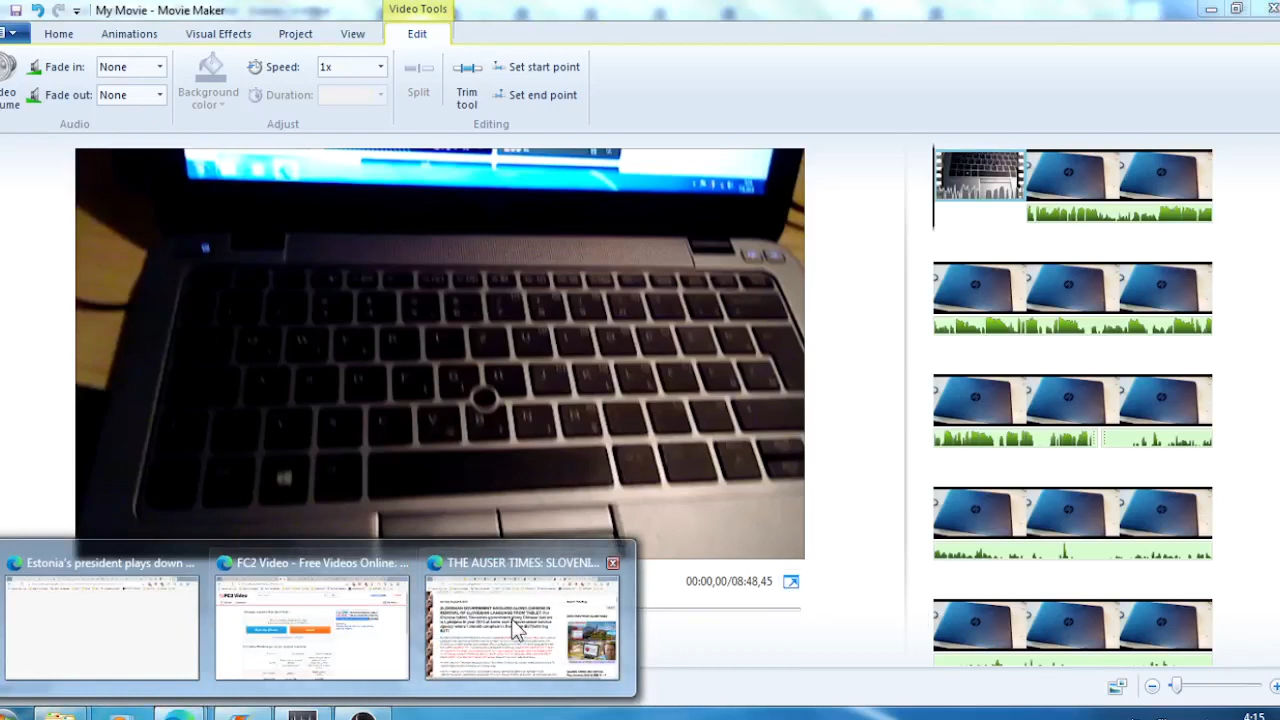 My Movie - Movie Maker
Video Tools
Home
Animations
Visual Effects
Project
View
Edit
Fade in:
None
Fade out:
None
Audio
Background
color
Speed:
1x
Duration:
Adjust
Split
Trim
tool
Set start point
Set end point
Editing
Estonia's president plays down ...
FC2 Video - Free Videos Online. ...
THE AUSER TIMES: SLOVENI...
00:00,00/08:48,45
4:15